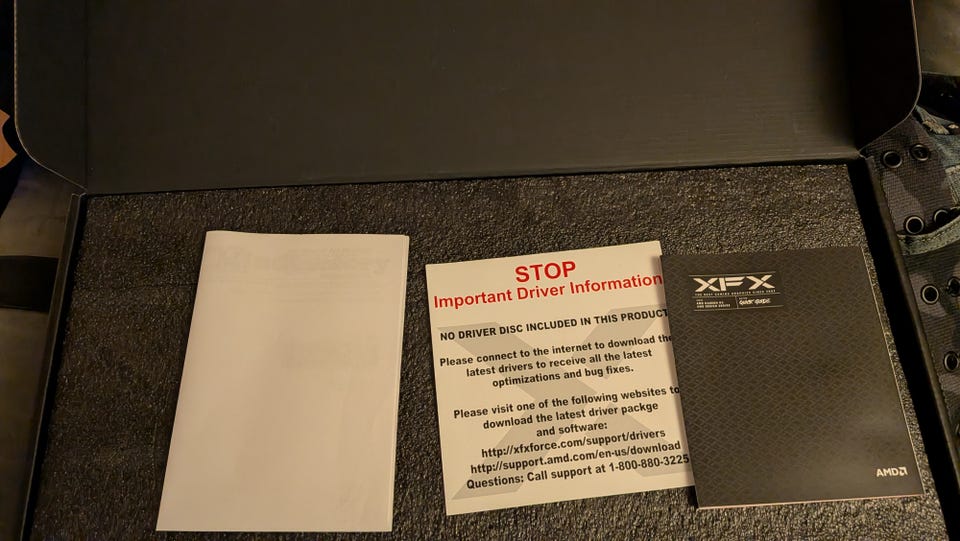 STOP
Important Driver Information
NO DRIVER DISC INCLUDED IN THIS PRODUCT
Please connect to the internet to download the
latest drivers to receive all the latest
optimizations and bug fixes.
Please visit one of the following websites to
download the latest driver packge
and software:
http://xfxforce.com/support/drivers
http://support.amd.com/en-us/download
Questions: Call support at 1-800-880-3225
XFX
QUICK GUIDE
AMD